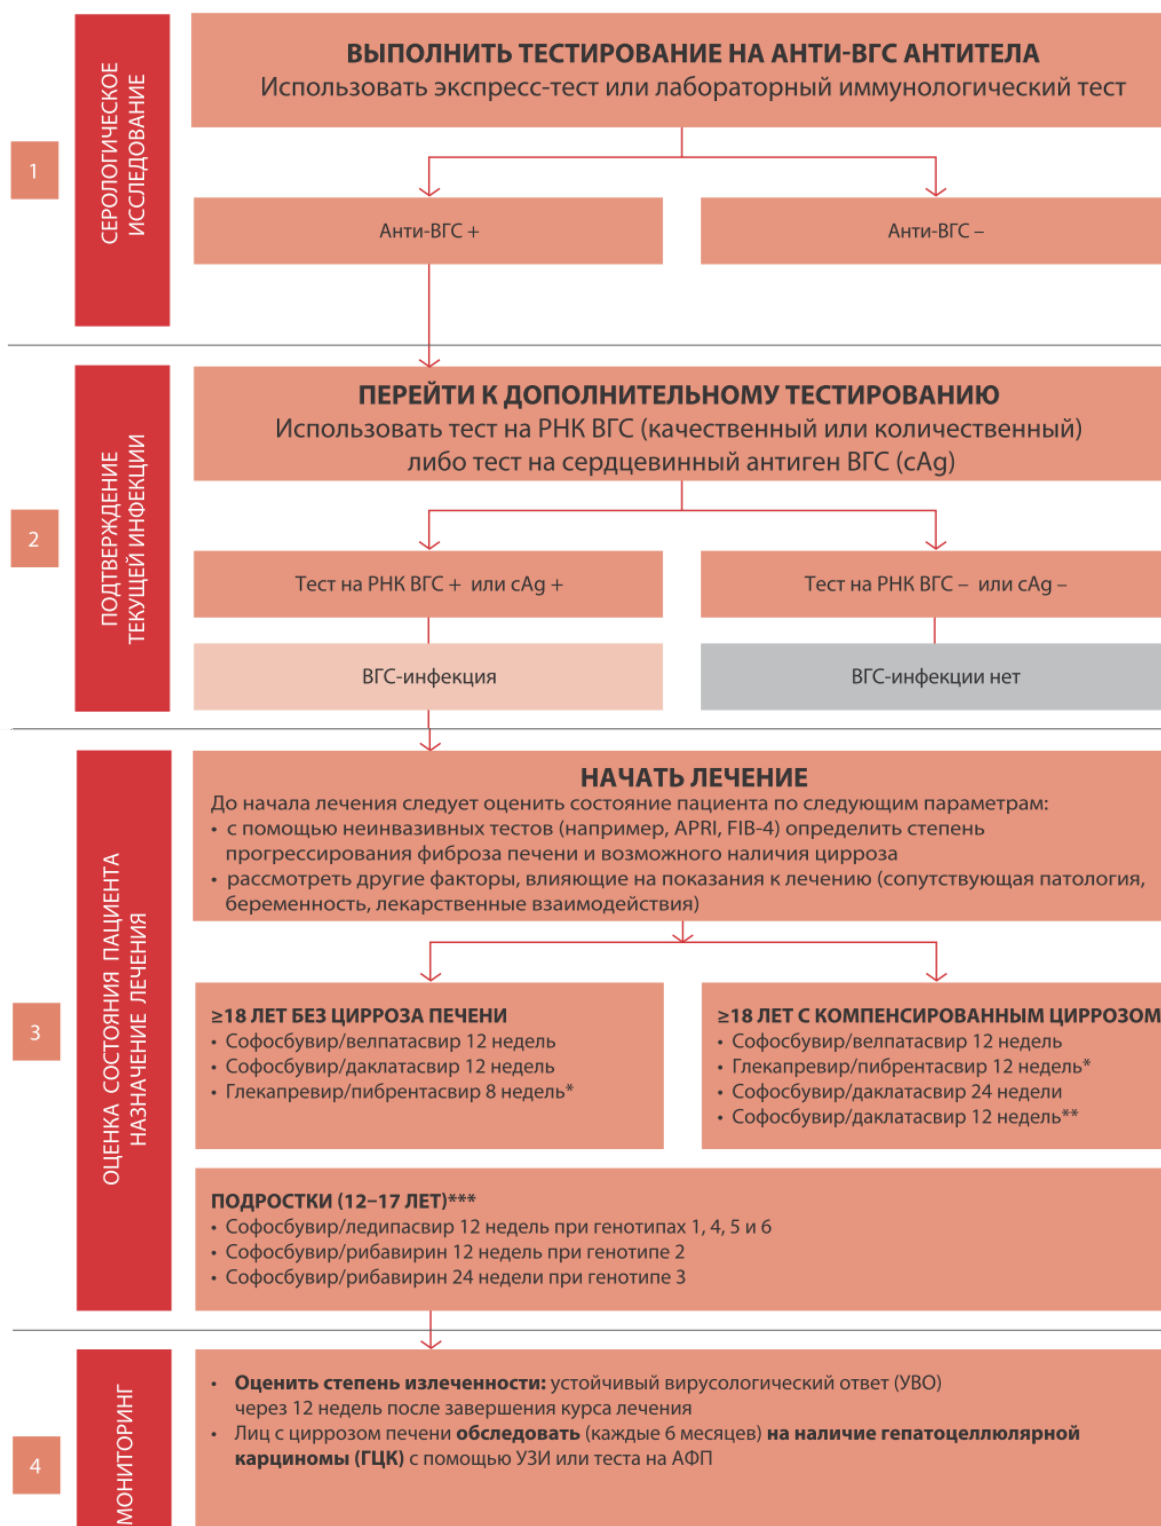 1
СЕРОЛОГИЧЕСКОЕ
ИССЛЕДОВАНИЕ
ВЫПОЛНИТЬ ТЕСТИРОВАНИЕ НА АНТИ-ВГС АНТИТЕЛА
Использовать экспресс-тест или лабораторный иммунологический тест
Анти-ВГС +
Анти-ВГС –
2
ПОДТВЕРЖДЕНИЕ
ТЕКУЩЕЙ ИНФЕКЦИИ
ПЕРЕЙТИ К ДОПОЛНИТЕЛЬНОМУ ТЕСТИРОВАНИЮ
Использовать тест на РНК ВГС (качественный или количественный)
либо тест на сердцевинный антиген ВГС (cAg)
Тест на РНК ВГС + или cAg +
Тест на РНК ВГС – или cAg –
ВГС-инфекция
ВГС-инфекции нет
3
ОЦЕНКА СОСТОЯНИЯ ПАЦИЕНТА
НАЗНАЧЕНИЕ ЛЕЧЕНИЯ
НАЧАТЬ ЛЕЧЕНИЕ
До начала лечения следует оценить состояние пациента по следующим параметрам:
• с помощью неинвазивных тестов (например, APRI, FIB-4) определить степень
прогрессирования фиброза печени и возможного наличия цирроза
• рассмотреть другие факторы, влияющие на показания к лечению (сопутствующая патология,
беременность, лекарственные взаимодействия)
≥18 ЛЕТ БЕЗ ЦИРРОЗА ПЕЧЕНИ
• Софосбувир/велпатасвир 12 недель
• Софосбувир/даклатасвир 12 недель
• Глекапревир/пибрентасвир 8 недель*
≥18 ЛЕТ С КОМПЕНСИРОВАННЫМ ЦИРРОЗОМ
• Софосбувир/велпатасвир 12 недель
• Глекапревир/пибрентасвир 12 недель*
• Софосбувир/даклатасвир 24 недели
• Софосбувир/даклатасвир 12 недель**
ПОДРОСТКИ (12–17 ЛЕТ)***
• Софосбувир/ледипасвир 12 недель при генотипах 1, 4, 5 и 6
• Софосбувир/рибавирин 12 недель при генотипе 2
• Софосбувир/рибавирин 24 недели при генотипе 3
4
МОНИТОРИНГ
• Оценить степень излеченности: устойчивый вирусологический ответ (УВО)
через 12 недель после завершения курса лечения
• Лиц с циррозом печени обследовать (каждые 6 месяцев) на наличие гепатоцеллюлярной
карциномы (ГЦК) с помощью УЗИ или теста на АФП